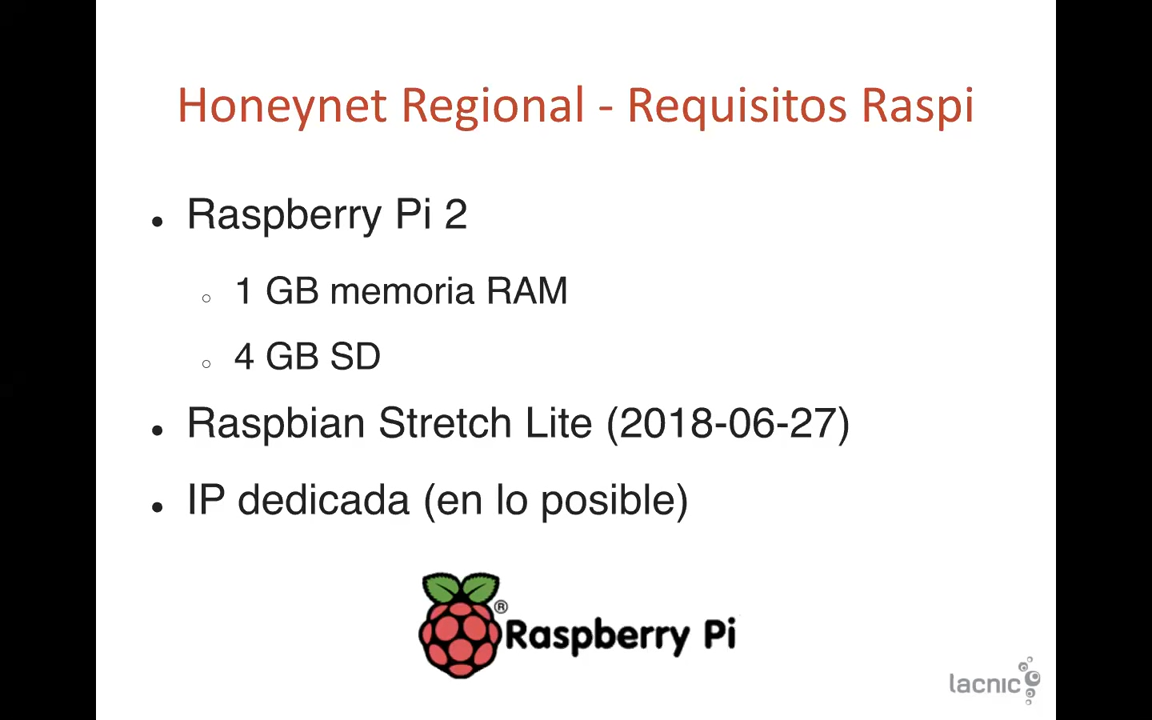 Honeynet Regional - Requisitos Raspi
● Raspberry Pi 2
○ 1 GB memoria RAM
○ 4 GB SD
● Raspbian Stretch Lite (2018-06-27)
● IP dedicada (en lo posible)
® Raspberry Pi
lacnic